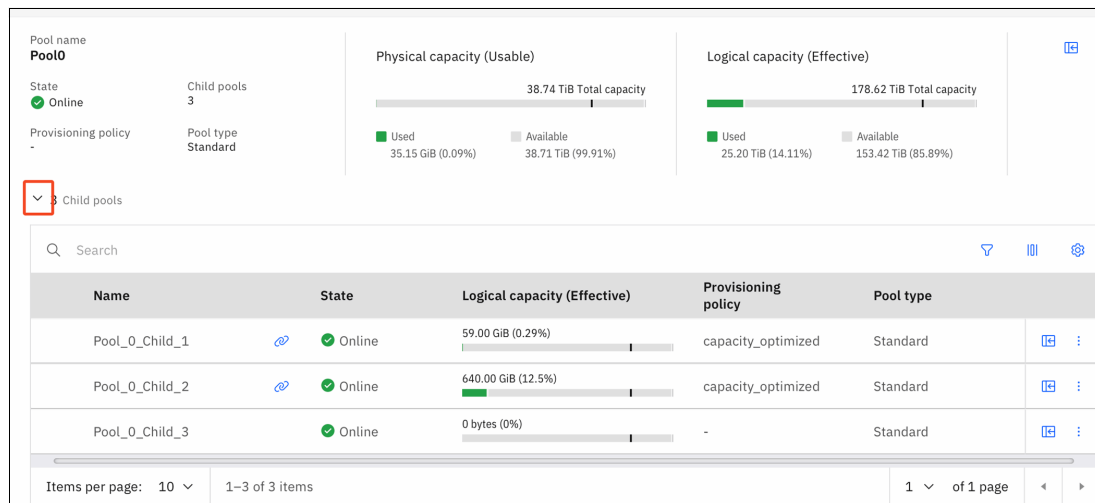 Pool name
Pool0
State
Online
Child pools
3
Provisioning policy
-
Pool type
Standard
Physical capacity (Usable)
38.74 TiB Total capacity
Used
35.15 GiB (0.09%)
Available
38.71 TiB (99.91%)
Logical capacity (Effective)
178.62 TiB Total capacity
Used
25.20 TiB (14.11%)
Available
153.42 TiB (85.89%)
3 Child pools
Search
Name State Logical capacity (Effective) Provisioning policy Pool type
Pool_0_Child_1 Online 59.00 GiB (0.29%) capacity_optimized Standard
Pool_0_Child_2 Online 640.00 GiB (12.5%) capacity_optimized Standard
Pool_0_Child_3 Online 0 bytes (0%) - Standard
Items per page: 10 1–3 of 3 items 1 of 1 page